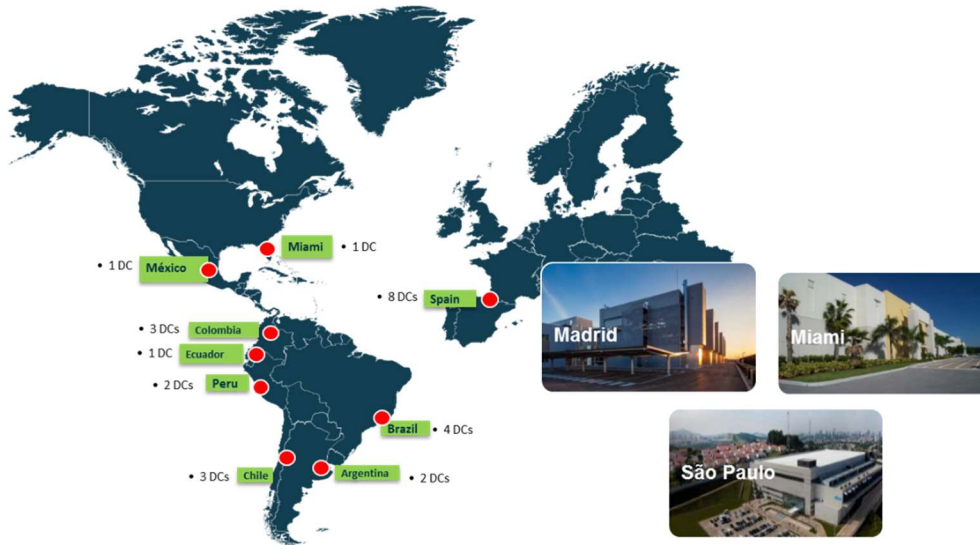 Miami • 1 DC
• 1 DC México
• 8 DCs Spain
Madrid
Miami
• 3 DCs Colombia
• 1 DC Ecuador
• 2 DCs Peru
Brazil • 4 DCs
• 3 DCs Chile
Argentina • 2 DCs
São Paulo